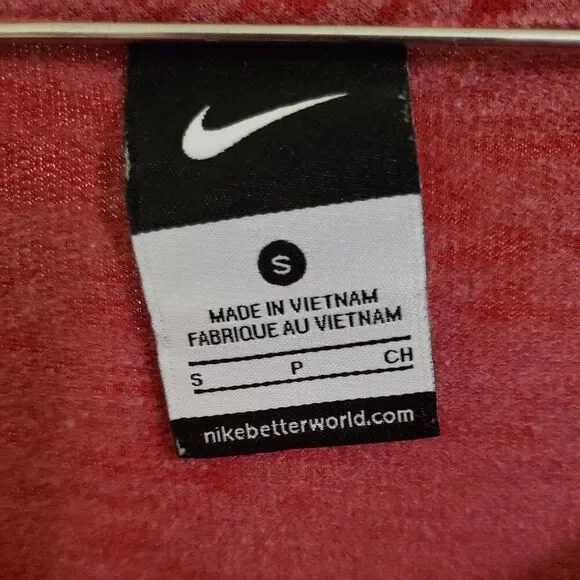 S
MADE IN VIETNAM
FABRIQUE AU VIETNAM
S P CH
nikebetterworld.com